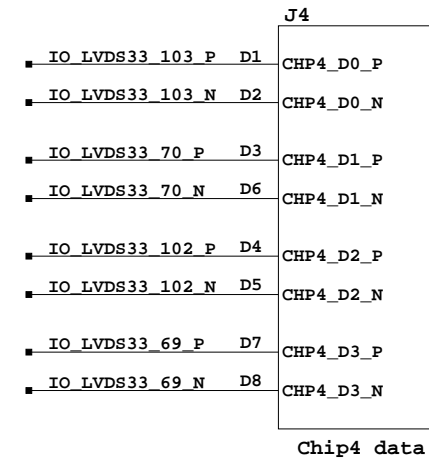 J4
IO_LVDS33_103_P D1 CHP4_D0_P
IO_LVDS33_103_N D2 CHP4_D0_N
IO_LVDS33_70_P D3 CHP4_D1_P
IO_LVDS33_70_N D6 CHP4_D1_N
IO_LVDS33_102_P D4 CHP4_D2_P
IO_LVDS33_102_N D5 CHP4_D2_N
IO_LVDS33_69_P D7 CHP4_D3_P
IO_LVDS33_69_N D8 CHP4_D3_N
Chip4 data